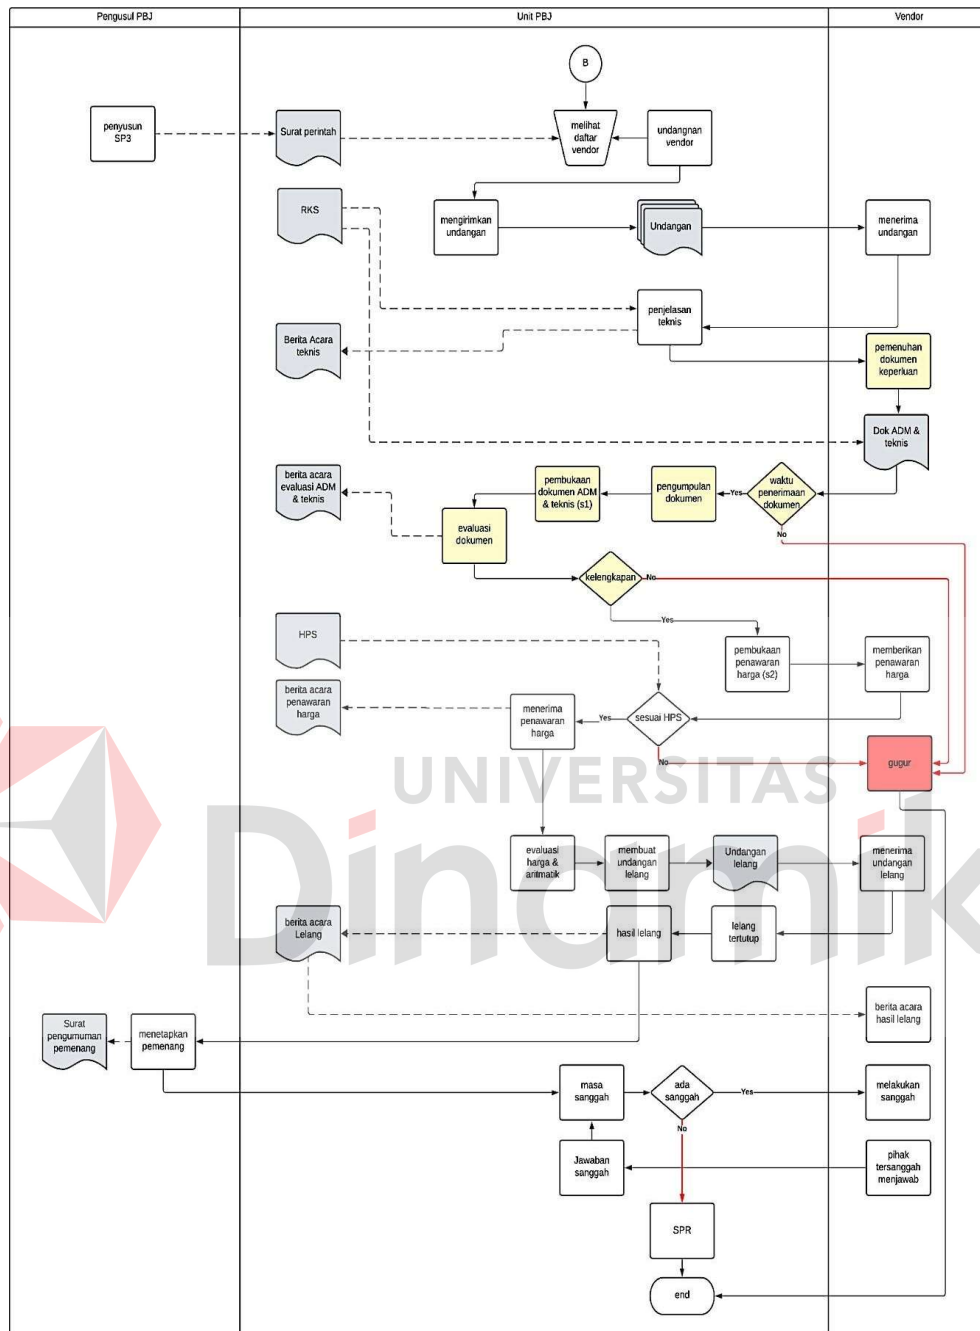 Pengusul PBJ
Unit PBJ
Vendor
B
penyusun
SP3
Surat perintah
melihat
daftar
vendor
undangnan
vendor
RKS
mengirimkan
undangan
Undangan
menerima
undangan
penjelasan
teknis
Berita Acara
teknis
pemenuhan
dokumen
keperluan
Dok ADM &
teknis
berita acara
evaluasi ADM
& teknis
pembukaan
dokumen ADM
& teknis (s1)
pengumpulan
dokumen
Yes
waktu
penerimaan
dokumen
No
evaluasi
dokumen
kelengkapan
No
Yes
HPS
pembukaan
penawaran
harga (s2)
memberikan
penawaran
harga
berita acara
penawaran
harga
menerima
penawaran
harga
Yes
sesuai HPS
No
gugur
UNIVERSITAS
Dinamika
evaluasi
harga &
aritmatik
membuat
undangan
lelang
Undangan
lelang
menerima
undangan
lelang
berita acara
Lelang
hasil lelang
lelang
tertutup
berita acara
hasil lelang
Surat
pengumuman
pemenang
menetapkan
pemenang
masa
sanggah
ada
sanggah
Yes
melakukan
sanggah
No
Jawaban
sanggah
pihak
tersanggah
menjawab
SPR
end